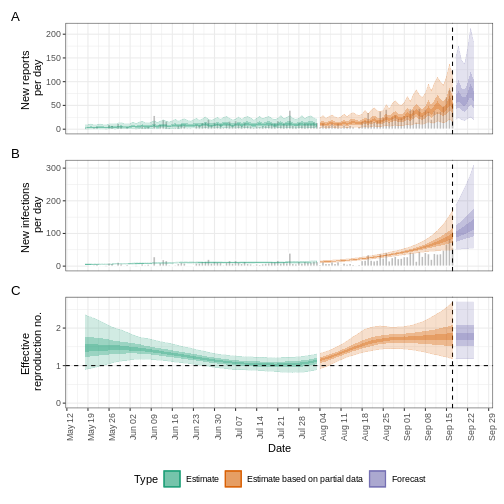 A
New reports
per day
200
150
100
50
0
B
New infections
per day
300
200
100
0
C
Effective
reproduction no.
2
1
0
May 12
May 19
May 26
Jun 02
Jun 09
Jun 16
Jun 23
Jun 30
Jul 07
Jul 14
Jul 21
Jul 28
Aug 04
Aug 11
Aug 18
Aug 25
Sep 01
Sep 08
Sep 15
Sep 22
Sep 29
Date
Type Estimate Estimate based on partial data Forecast